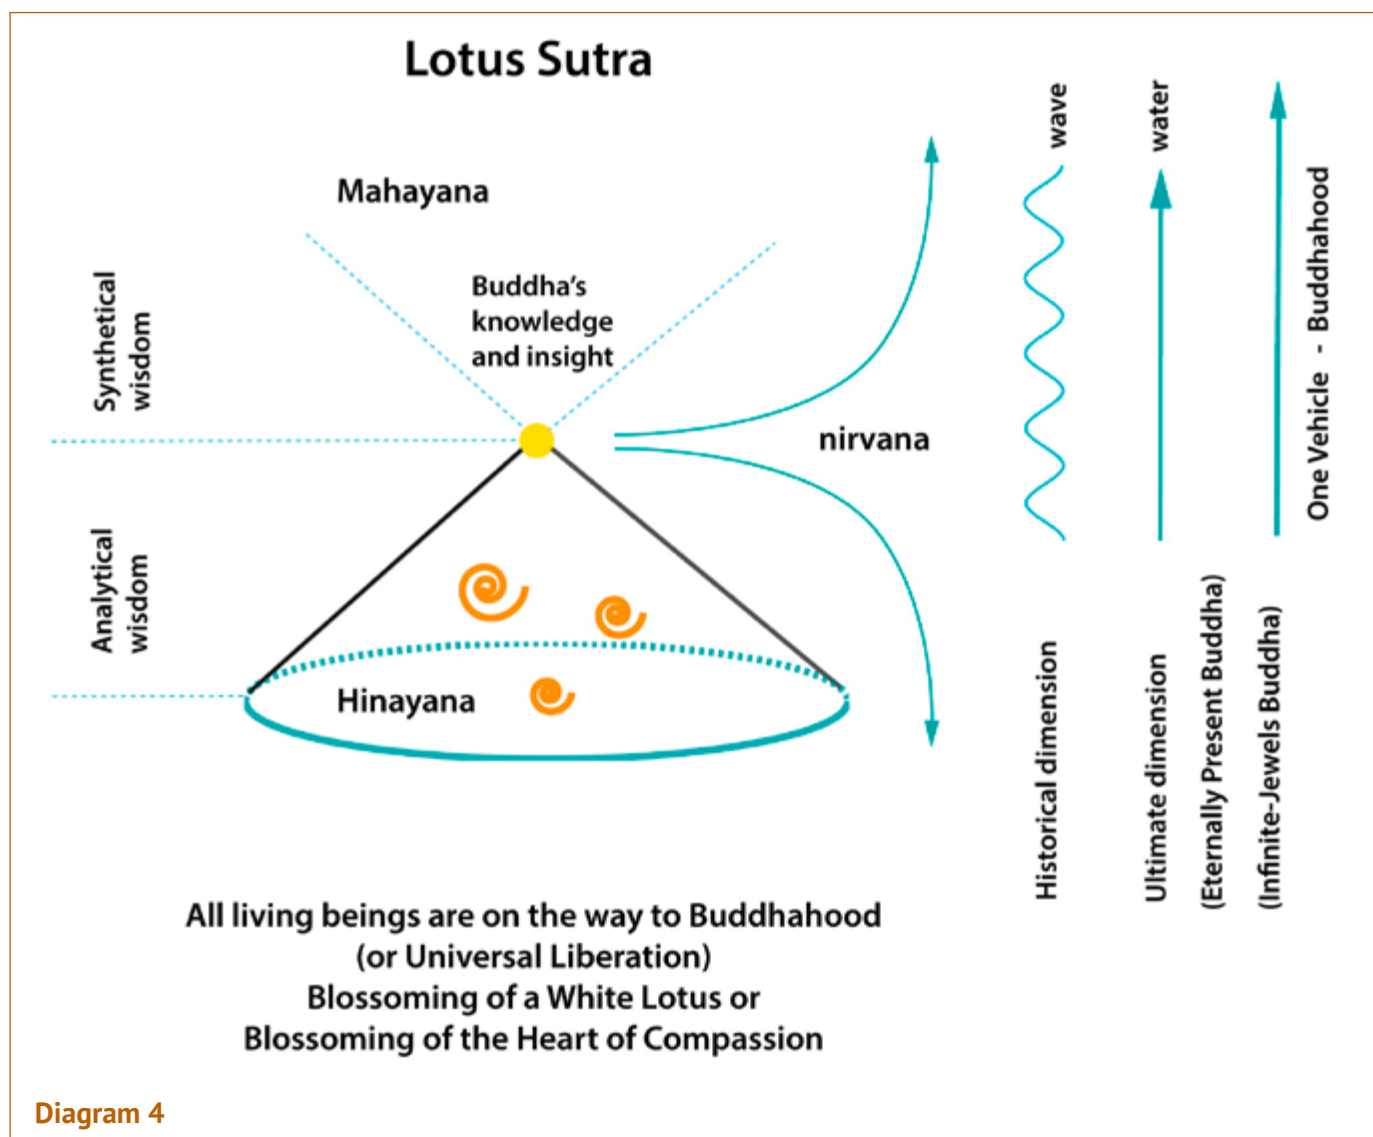 Lotus Sutra
Mahayana
Buddha's
knowledge
and insight
Synthetical
wisdom
nirvana
Analytical
wisdom
Hinayana
wave
water
One Vehicle - Buddhahood
Historical dimension
Ultimate dimension
(Eternally Present Buddha)
(Infinite-Jewels Buddha)
All living beings are on the way to Buddhahood
(or Universal Liberation)
Blossoming of a White Lotus or
Blossoming of the Heart of Compassion
Diagram 4